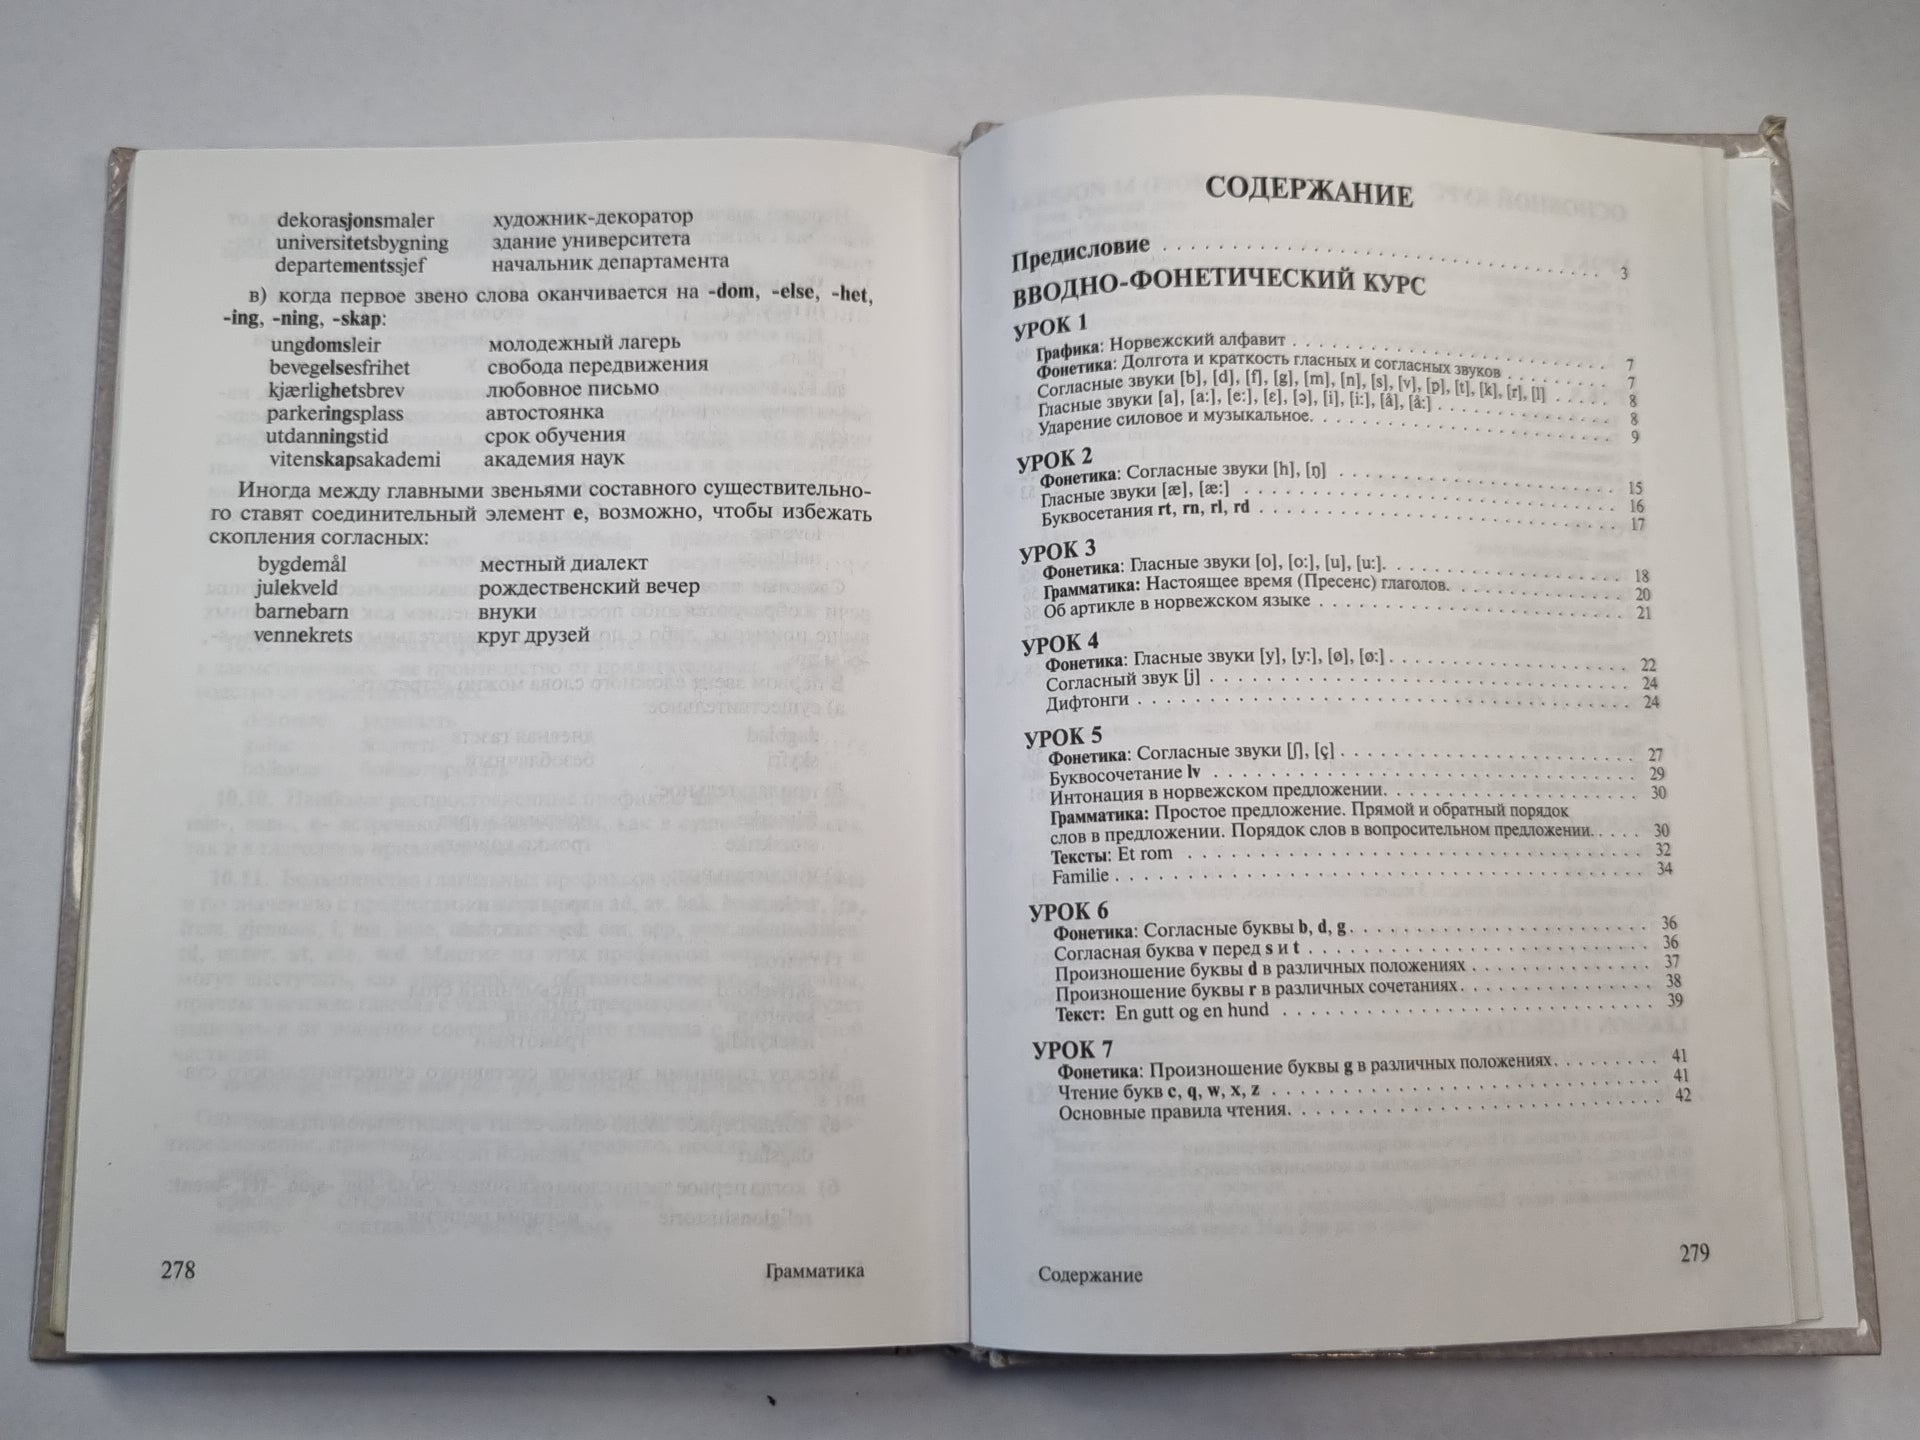 dekorasjonsmaler художник-декоратор
universitetsbygning здание университета
departementssjef начальник департамента
в) когда первое звено слова оканчивается на -dom, -else, -het,
-ing, -ning, -skap:
ungdomsleir молодежный лагерь
bevegelsesfrihet свобода передвижения
kjærlighetsbrev любовное письмо
parkeringsplass автостоянка
utdanningstid срок обучения
vitenskapsakademi академия наук
Иногда между главными звеньями составного существительно-
го ставят соединительный элемент е, возможно, чтобы избежать
скопления согласных:
bygdemål местный диалект
julekveld рождественский вечер
barnebarn внуки
vennekrets круг друзей
278 Грамматика
СОДЕРЖАНИЕ
Предисловие . . . . . . . . . . 3
ВВОДНО-ФОНЕТИЧЕСКИЙ КУРС
УРОК 1
Графика: Норвежский алфавит . . . . . . . . . . 7
Фонетика: Долгота и краткость гласных и согласных звуков . . . . . . . . 7
Согласные звуки [b], [d], [f], [g], [m], [n], [s], [v], [p], [t], [k], [r], [l] . . . . . 8
Гласные звуки [a], [a:], [e:], [ɛ], [ə], [i], [i:], [å], [å:] . . . . . . . . . . 8
Ударение силовое и музыкальное. . . . . . . . . . 9
УРОК 2
Фонетика: Согласные звуки [h], [ŋ] . . . . . . . . . . 15
Гласные звуки [æ], [æ:] . . . . . . . . . . 16
Буквосетания rt, rn, rl, rd . . . . . . . . . . 17
УРОК 3
Фонетика: Гласные звуки [o], [o:], [u], [u:]. . . . . . . . . . 18
Грамматика: Настоящее время (Пресенс) глаголов. . . . . . . . . . 20
Об артикле в норвежском языке . . . . . . . . . . 21
УРОК 4
Фонетика: Гласные звуки [y], [y:], [ø], [ø:] . . . . . . . . . . 22
Согласный звук [j] . . . . . . . . . . 24
Дифтонги . . . . . . . . . . 24
УРОК 5
Фонетика: Согласные звуки [ʃ], [ç] . . . . . . . . . . 27
Буквосочетание lv . . . . . . . . . . 29
Интонация в норвежском предложении. . . . . . . . . . 30
Грамматика: Простое предложение. Прямой и обратный порядок
слов в предложении. Порядок слов в вопросительном предложении. . . . . 30
Тексты: Et rom . . . . . . . . . . 32
Familie . . . . . . . . . . 34
УРОК 6
Фонетика: Согласные буквы b, d, g . . . . . . . . . . 36
Согласная буква v перед s и t . . . . . . . . . . 36
Произношение буквы d в различных положениях . . . . . . . . . . 37
Произношение буквы r в различных сочетаниях. . . . . . . . . . 38
Текст: En gutt og en hund . . . . . . . . . . 39
УРОК 7
Фонетика: Произношение буквы g в различных положениях . . . . . . . . 41
Чтение букв c, q, w, x, z . . . . . . . . . . 41
Основные правила чтения. . . . . . . . . . 42
Содержание 279